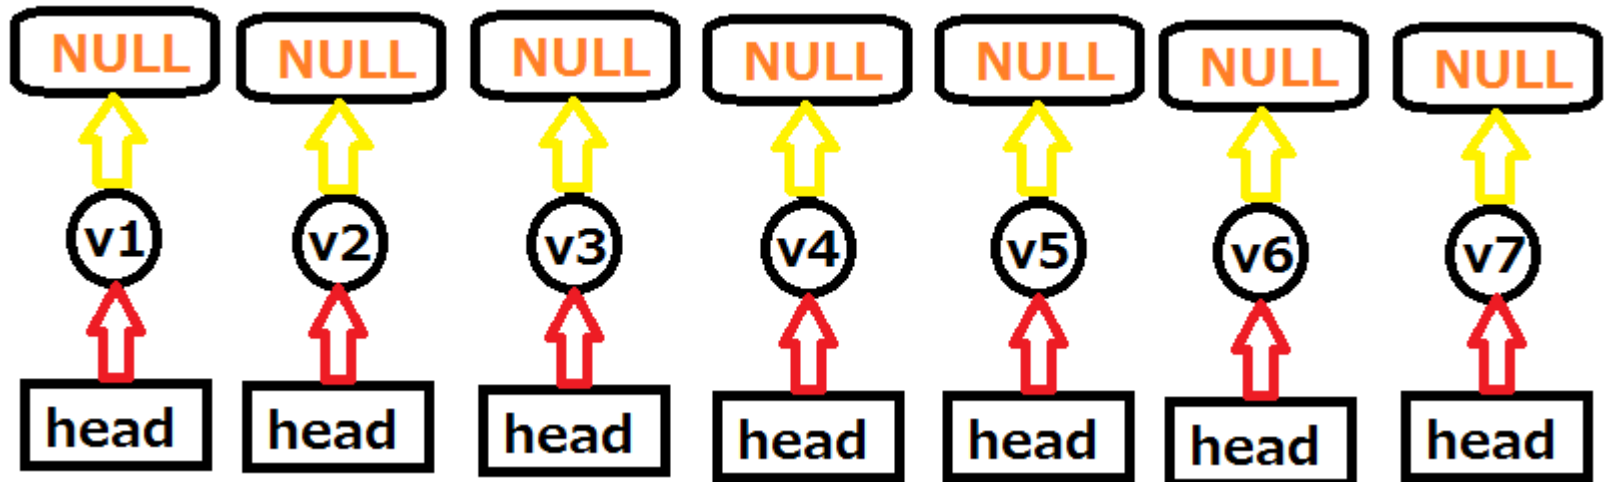 NULL NULL NULL NULL NULL NULL NULL
v1 v2 v3 v4 v5 v6 v7
head head head head head head head